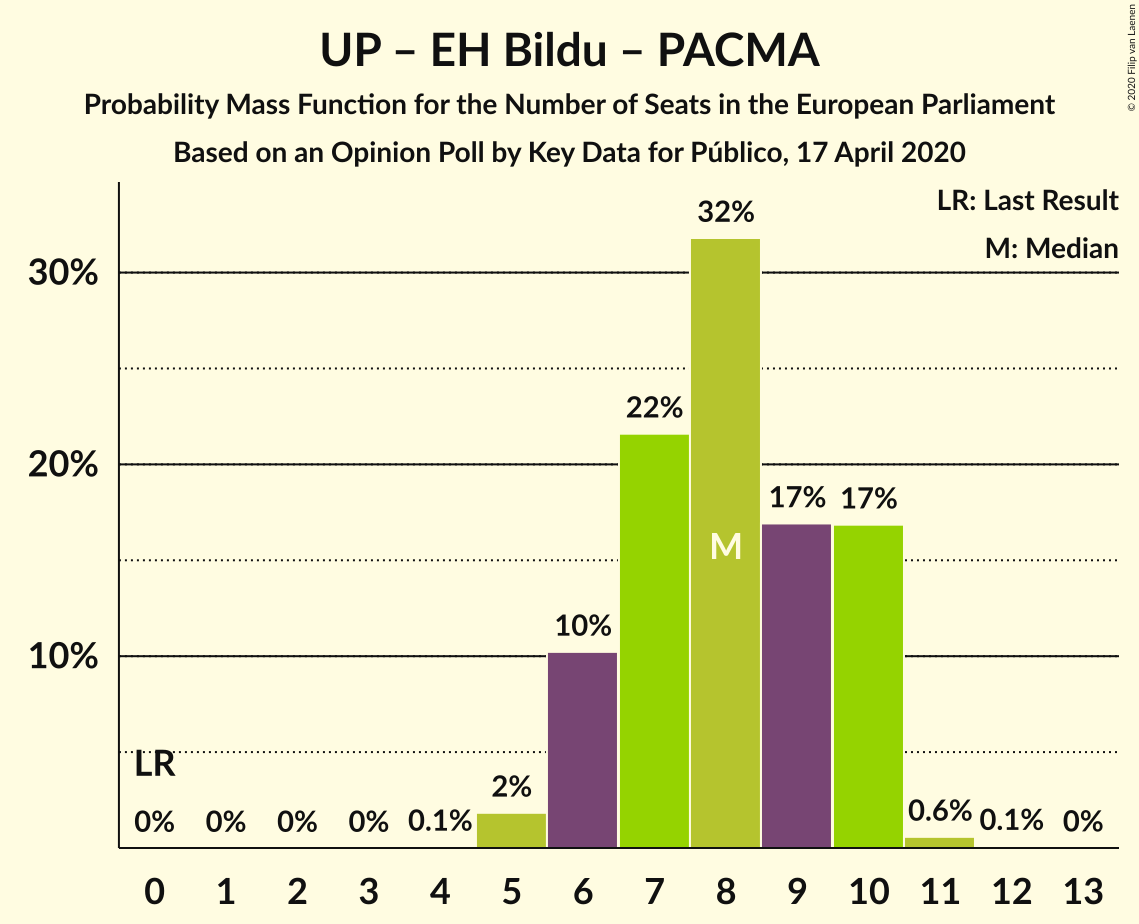 UP – EH Bildu – PACMA
Probability Mass Function for the Number of Seats in the European Parliament
Based on an Opinion Poll by Key Data for Público, 17 April 2020
© 2020 Filip van Laenen
LR: Last Result
M: Median
30%
20%
10%
LR
0%
0%
0%
0%
0.1%
2%
10%
22%
32%
M
17%
17%
0.6%
0.1%
0%
0 1 2 3 4 5 6 7 8 9 10 11 12 13